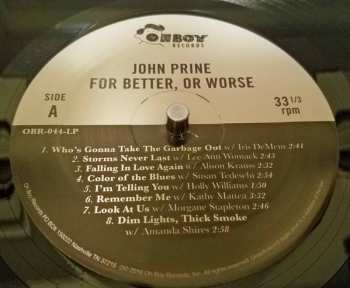 OH BOY
RECORDS
JOHN PRINE
FOR BETTER, OR WORSE
SIDE
A
33 1/3
rpm
OBR-044-LP
1. Who's Gonna Take The Garbage Out w/ Iris DeMent 2:43
2. Storms Never Last w/ Lee Ann Womack 2:43
3. Falling In Love Again w/ Alison Krauss 2:32
4. Color of the Blues w/ Susan Tedeschi 2:54
5. I'm Telling You w/ Holly Williams 1:50
6. Remember Me w/ Kathy Mattea 3:22
7. Look At Us w/ Morgane Stapleton 2:46
8. Dim Lights, Thick Smoke
w/ Amanda Shires 2:58